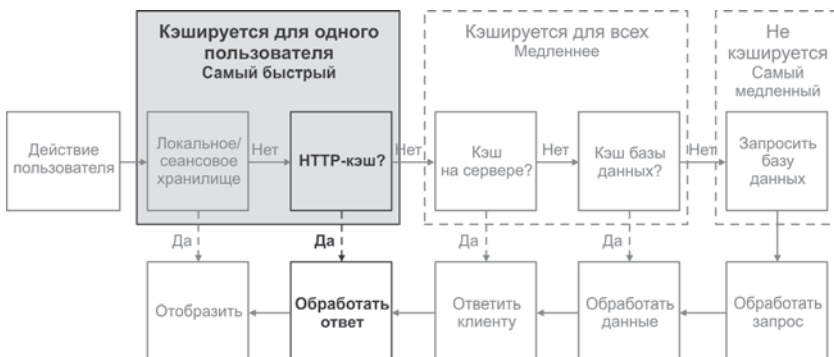 Кэшируется для одного
пользователя
Самый быстрый
Кэшируется для всех
Медленнее
Не
кэшируется
Самый
медленный
Действие
пользователя
Локальное/
сеансовое
хранилище
Нет
HTTP-кэш?
Нет
Кэш
на сервере?
Нет
Кэш базы
данных?
Нет
Запросить
базу
данных
Да
Да
Да
Да
Отобразить
Обработать
ответ
Ответить
клиенту
Обработать
данные
Обработать
запрос